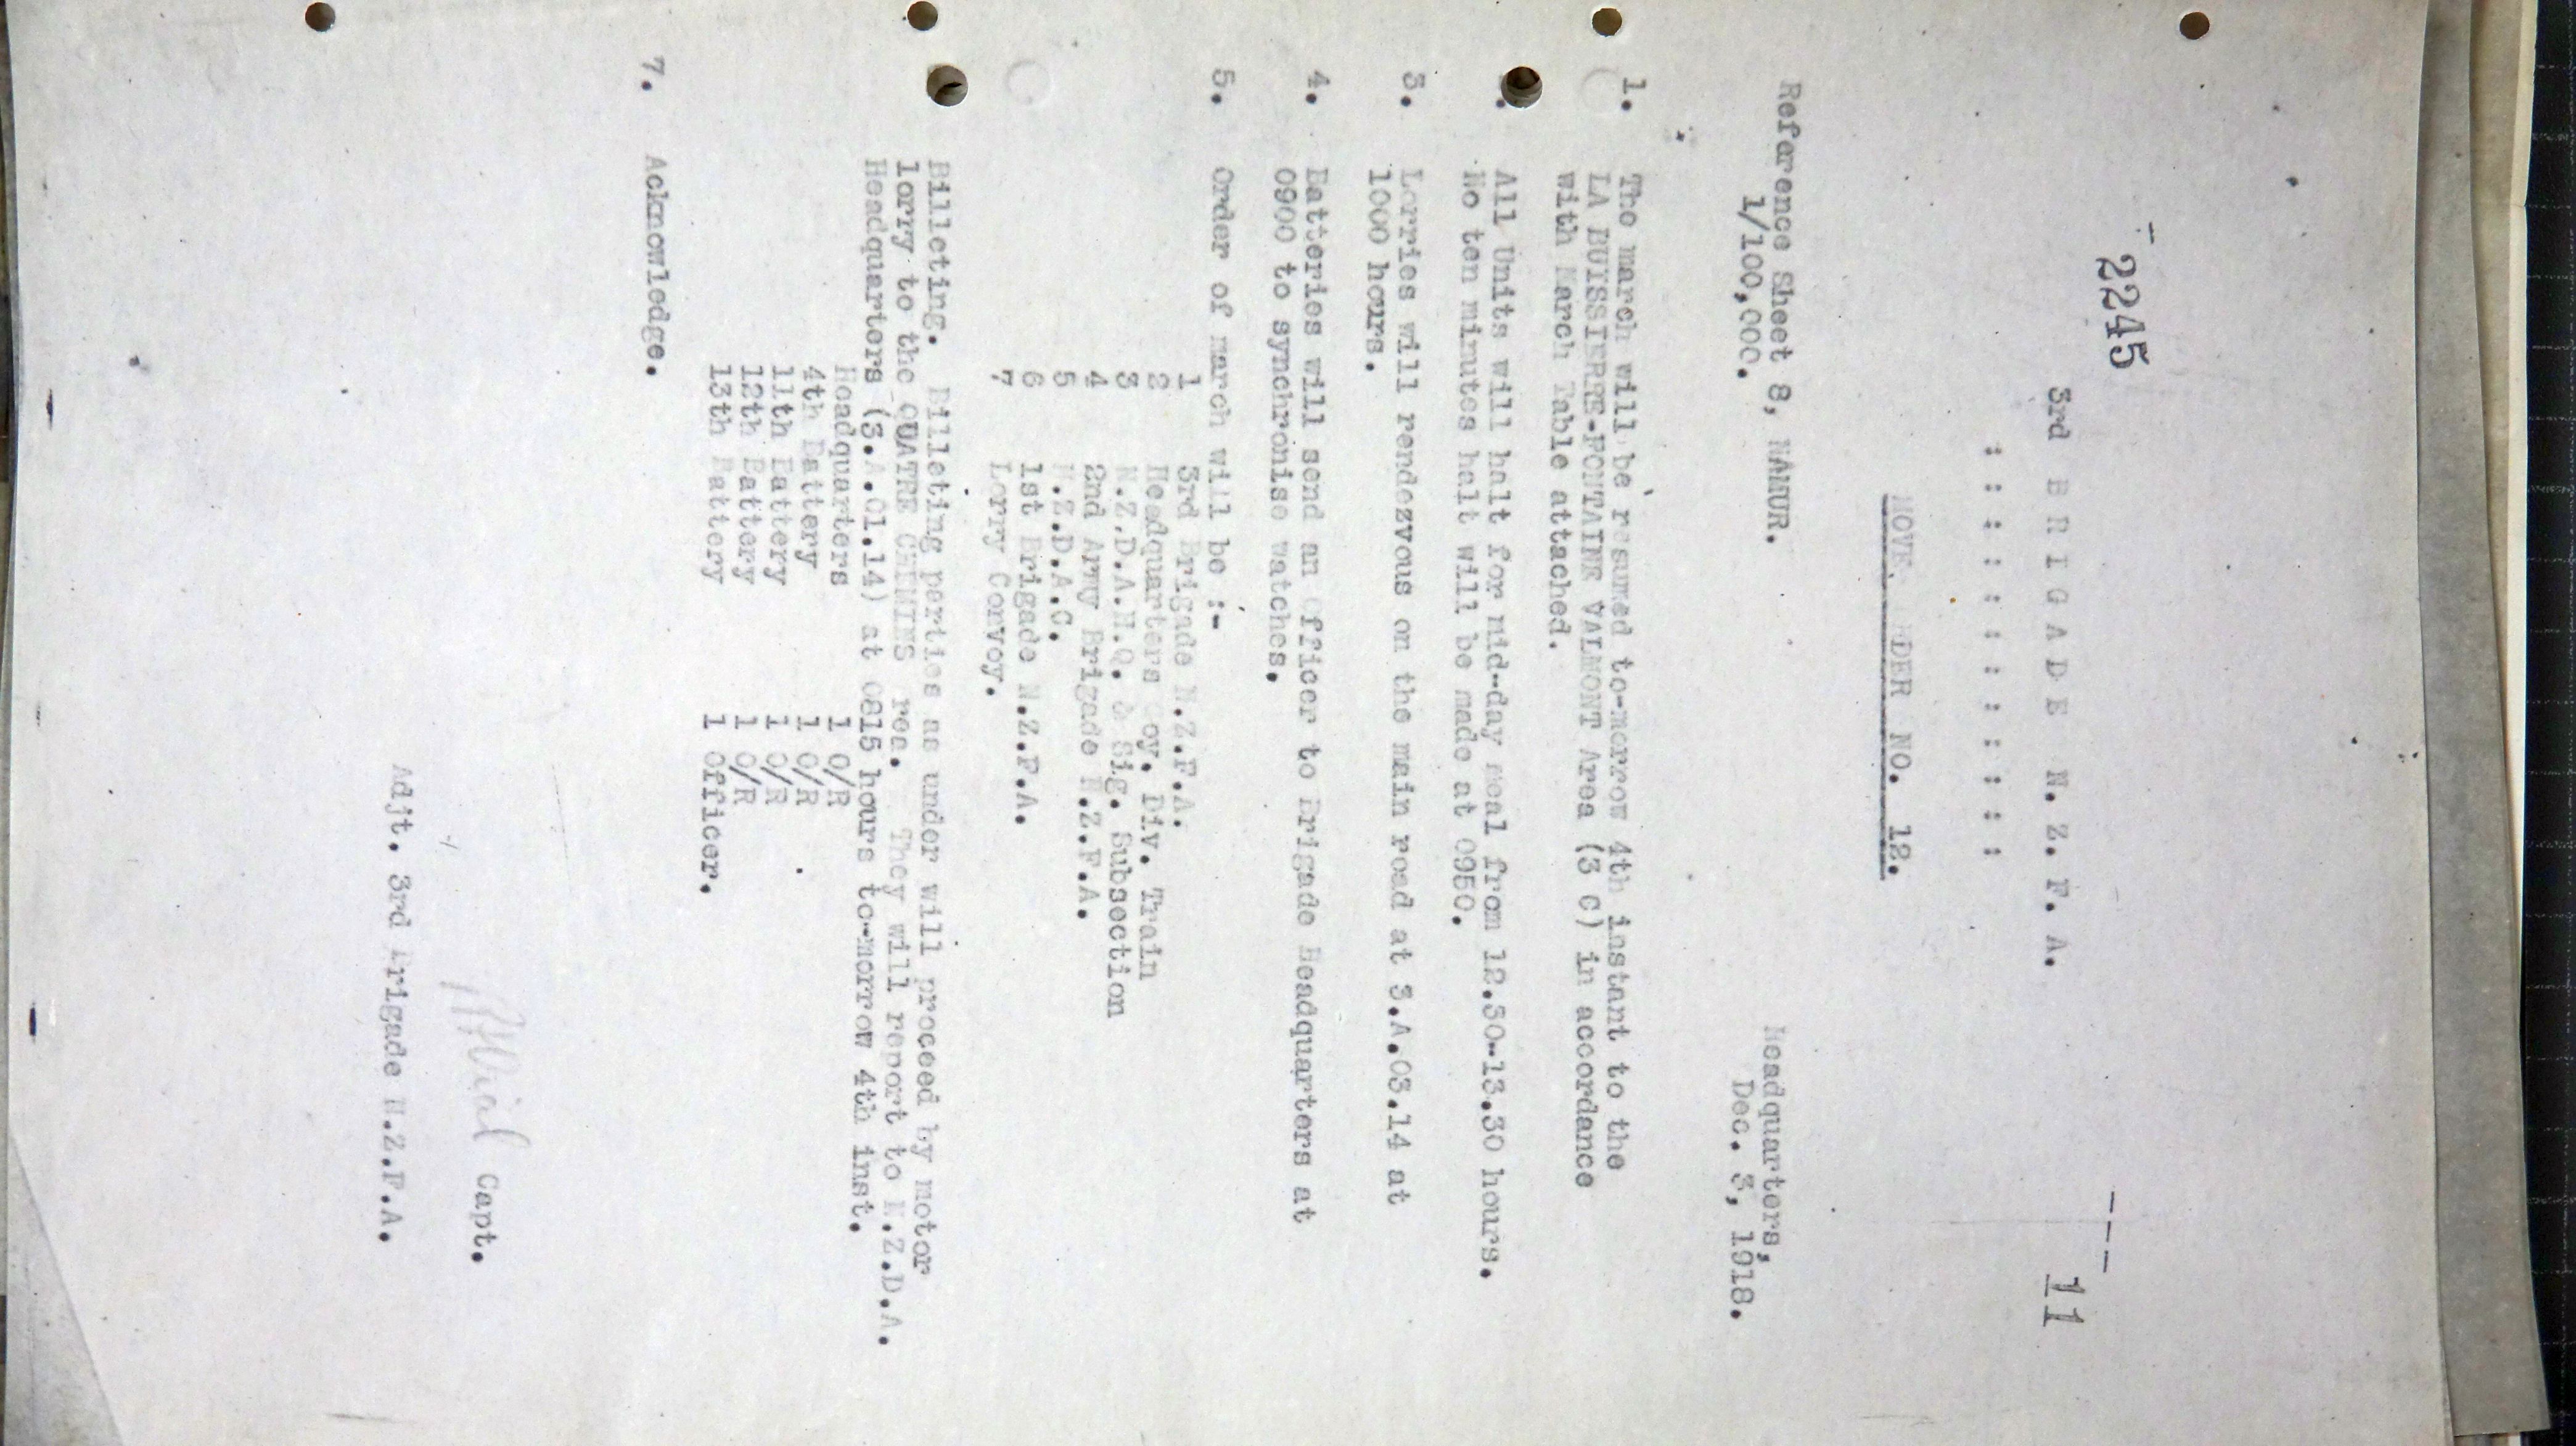 2245
3rd B R I G A D E N. Z. F. A.
11
: : : : : : : : : : : :
MOVE ORDER NO. 12.
Reference Sheet 8, NAMUR.
1/100,000.
Headquarters,
Dec. 3, 1918.
1. The march will be resumed to-morrow 4th instant to the
LA BUISSIERRE-FONTAINE VALMONT Area (3 C) in accordance
with March Table attached.
All Units will halt for mid-day meal from 12.30-13.30 hours.
No ten minutes halt will be made at 0950.
3. Lorries will rendezvous on the main road at 3.A.03.14 at
1000 hours.
4. Batteries will send an Officer to Brigade Headquarters at
0900 to synchronise watches.
5. Order of march will be :-
1 3rd Brigade N.Z.F.A.
2 Headquarters Coy. Div. Train
3 N.Z.D.A.H.Q. & Sig. Subsection
4 2nd Army Brigade N.Z.F.A.
5 N.Z.D.A.C.
6 1st Brigade N.Z.F.A.
7 Lorry Convoy.
Billeting. Billeting parties as under will proceed by motor
lorry to the QUATRE CHEMINS Area. They will report to N.Z.D.A.
Headquarters (3.A.01.14) at 0815 hours to-morrow 4th inst.
Headquarters 1 O/R
4th Battery 1 O/R
11th Battery 1 O/R
12th Battery 1 O/R
13th Battery 1 Officer.
7. Acknowledge.
Capt.
Adjt. 3rd Brigade N.Z.F.A.